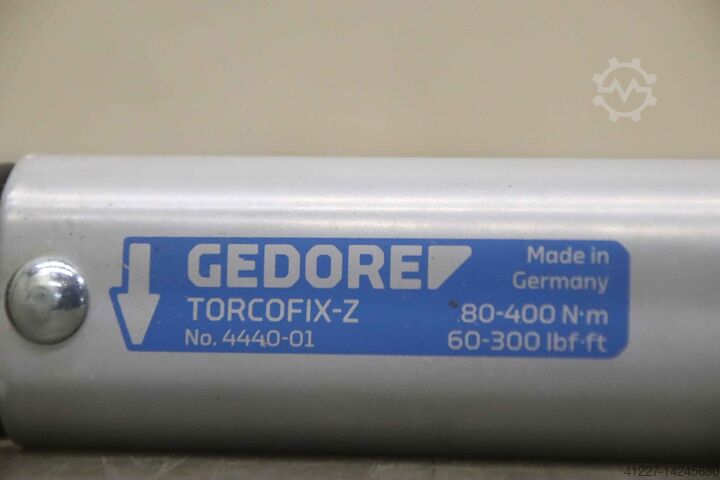 GEDORE
Made in
Germany
TORCOFIX-Z
80-400 N·m
No. 4440-01
60-300 lbf·ft
41227-14245680